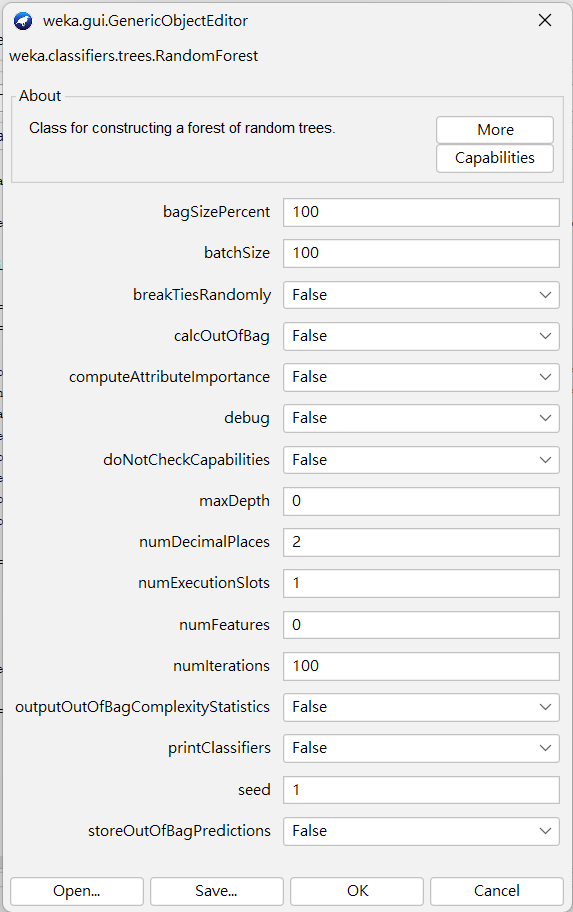 weka.gui.GenericObjectEditor
weka.classifiers.trees.RandomForest
About
Class for constructing a forest of random trees.
More
Capabilities
bagSizePercent 100
batchSize 100
breakTiesRandomly False
calcOutOfBag False
computeAttributeImportance False
debug False
doNotCheckCapabilities False
maxDepth 0
numDecimalPlaces 2
numExecutionSlots 1
numFeatures 0
numIterations 100
outputOutOfBagComplexityStatistics False
printClassifiers False
seed 1
storeOutOfBagPredictions False
Open... Save... OK Cancel